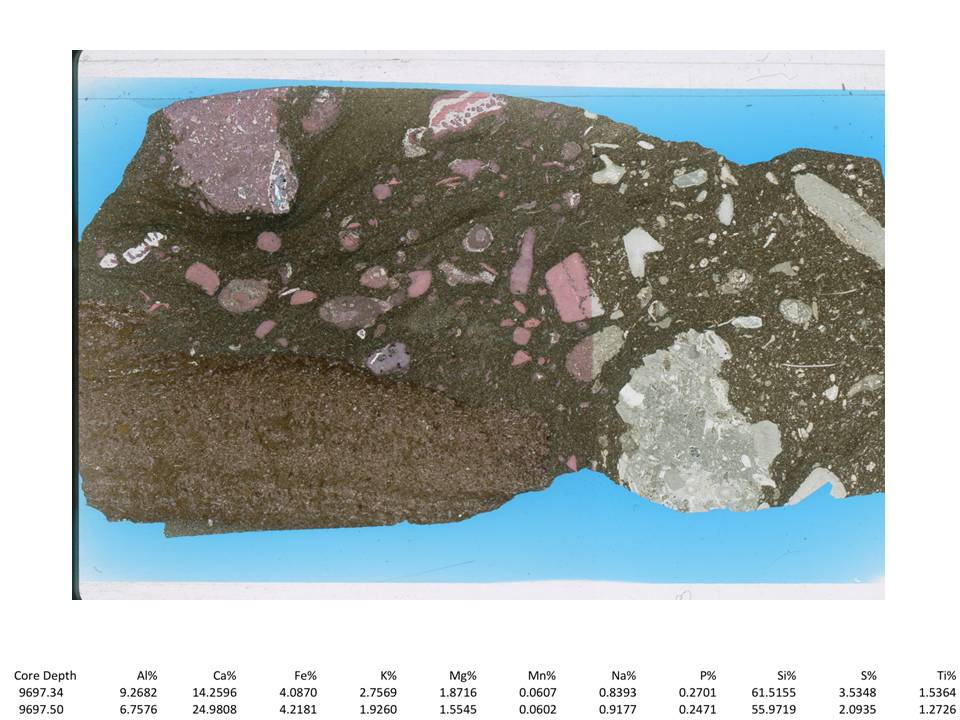 Core Depth Al% Ca% Fe% K% Mg% Mn% Na% P% Si% S% Ti%
9697.34 9.2682 14.2596 4.0870 2.7569 1.8716 0.0607 0.8393 0.2701 61.5155 3.5348 1.5364
9697.50 6.7576 24.9808 4.2181 1.9260 1.5545 0.0602 0.9177 0.2471 55.9719 2.0935 1.2726